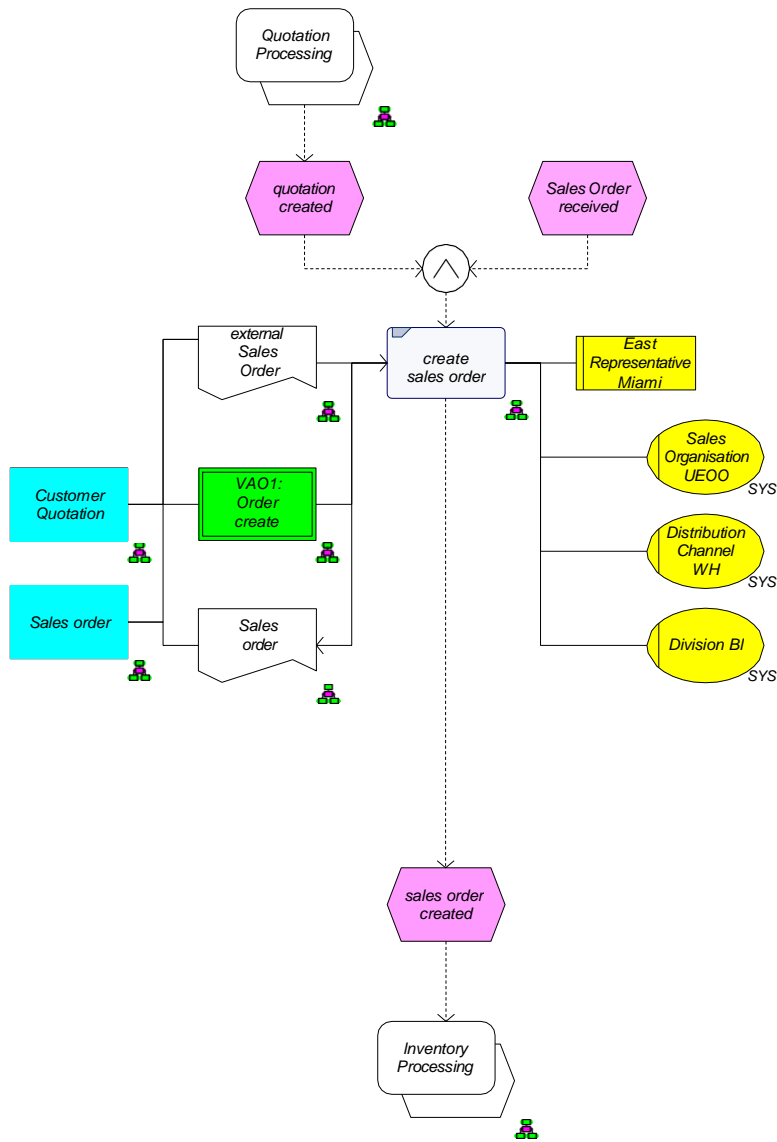 Quotation
Processing
quotation
created
Sales Order
received
external
Sales
Order
create
sales order
East
Representative
Miami
Sales
Organisation
UEOO
SYS
Customer
Quotation
VAO1:
Order
create
Distribution
Channel
WH
SYS
Sales order
Sales
order
Division BI
SYS
sales order
created
Inventory
Processing